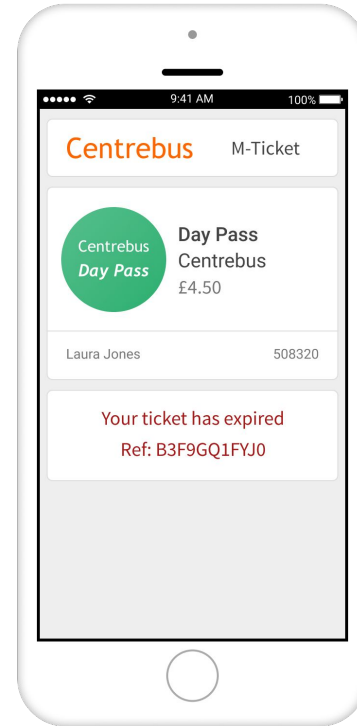 9:41 AM
100%
Centrebus M-Ticket
Centrebus
Day Pass
Day Pass
Centrebus
£4.50
Laura Jones 508320
Your ticket has expired
Ref: B3F9GQ1FYJ0